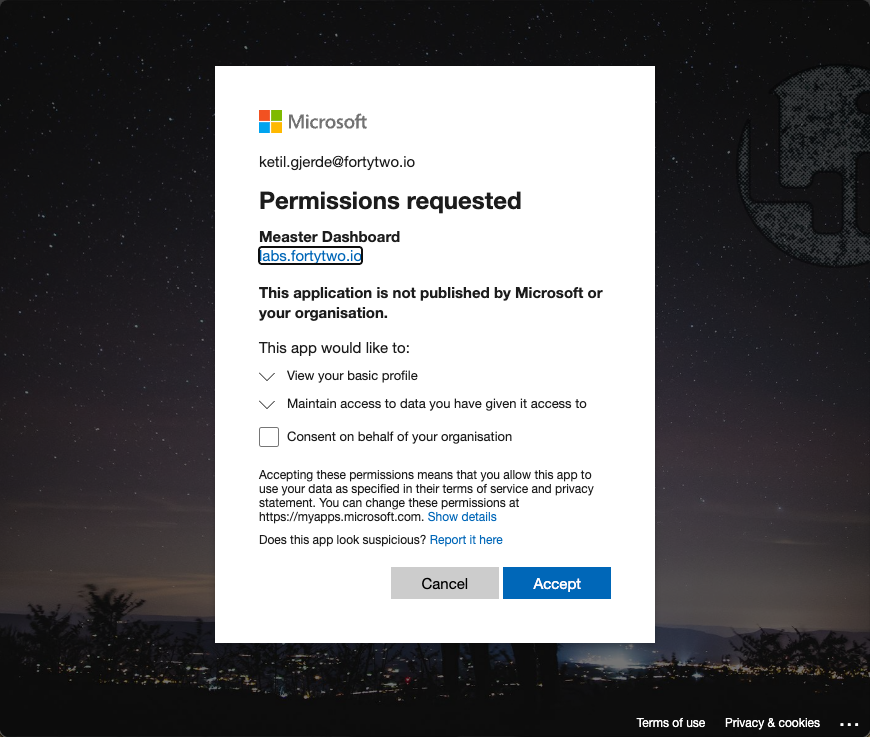 Microsoft
ketil.gjerde@fortytwo.io
Permissions requested
Measter Dashboard
labs.fortytwo.io
This application is not published by Microsoft or
your organisation.
This app would like to:
View your basic profile
Maintain access to data you have given it access to
Consent on behalf of your organisation
Accepting these permissions means that you allow this app to
use your data as specified in their terms of service and privacy
statement. You can change these permissions at
https://myapps.microsoft.com. Show details
Does this app look suspicious? Report it here
Cancel Accept
Terms of use Privacy & cookies ...